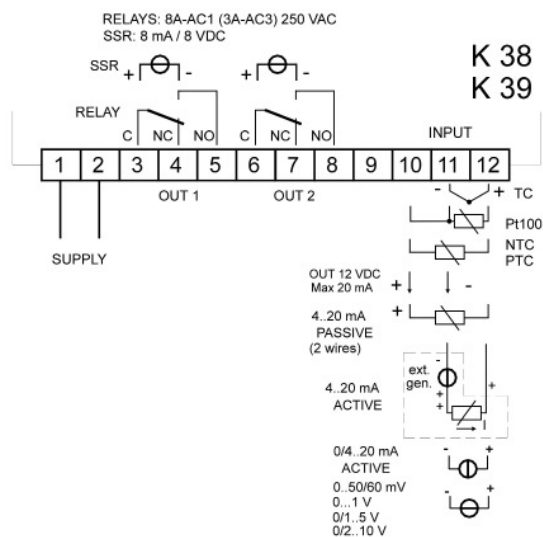 RELAYS: 8A-AC1 (3A-AC3) 250 VAC
SSR: 8 mA / 8 VDC
K 38
K 39
SSR + - + -
RELAY
C NC NO C NC NO INPUT
1 2 3 4 5 6 7 8 9 10 11 12
OUT 1 OUT 2
- + TC
Pt100
SUPPLY
NTC
PTC
OUT 12 VDC
Max 20 mA + -
4..20 mA +
PASSIVE
(2 wires)
-
ext.
gen.
+
+
+
4..20 mA
ACTIVE
I
0/4..20 mA - +
ACTIVE
0..50/60 mV - +
0...1 V
0/1..5 V
0/2..10 V